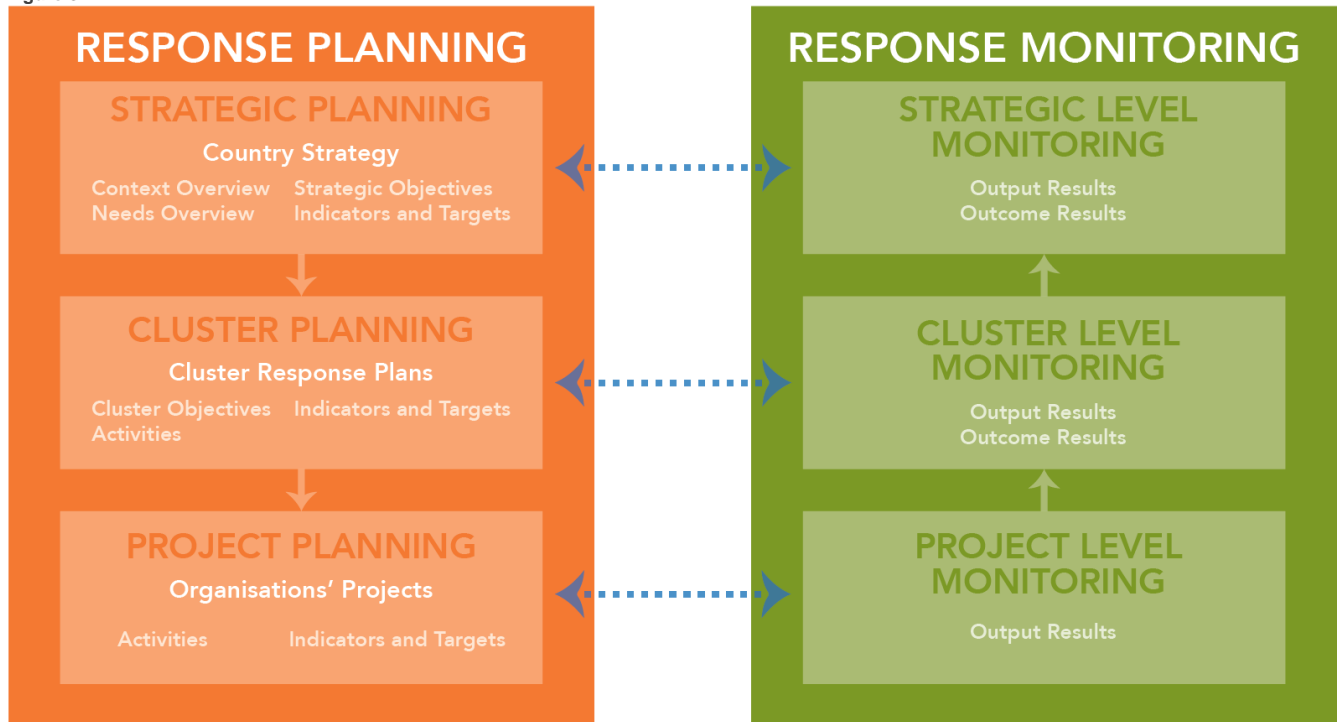 RESPONSE PLANNING
STRATEGIC PLANNING
Country Strategy
Context Overview Strategic Objectives
Needs Overview Indicators and Targets
CLUSTER PLANNING
Cluster Response Plans
Cluster Objectives Indicators and Targets
Activities
PROJECT PLANNING
Organisations’ Projects
Activities Indicators and Targets
RESPONSE MONITORING
STRATEGIC LEVEL
MONITORING
Output Results
Outcome Results
CLUSTER LEVEL
MONITORING
Output Results
Outcome Results
PROJECT LEVEL
MONITORING
Output Results